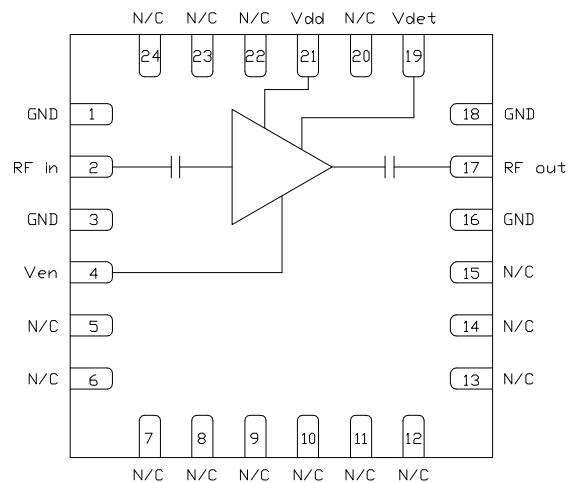 N/C N/C N/C Vdd N/C Vdet
24 23 22 21 20 19
GND 1 18 GND
RF in 2 17 RF out
GND 3 16 GND
Ven 4 15 N/C
N/C 5 14 N/C
N/C 6 13 N/C
7 8 9 10 11 12
N/C N/C N/C N/C N/C N/C